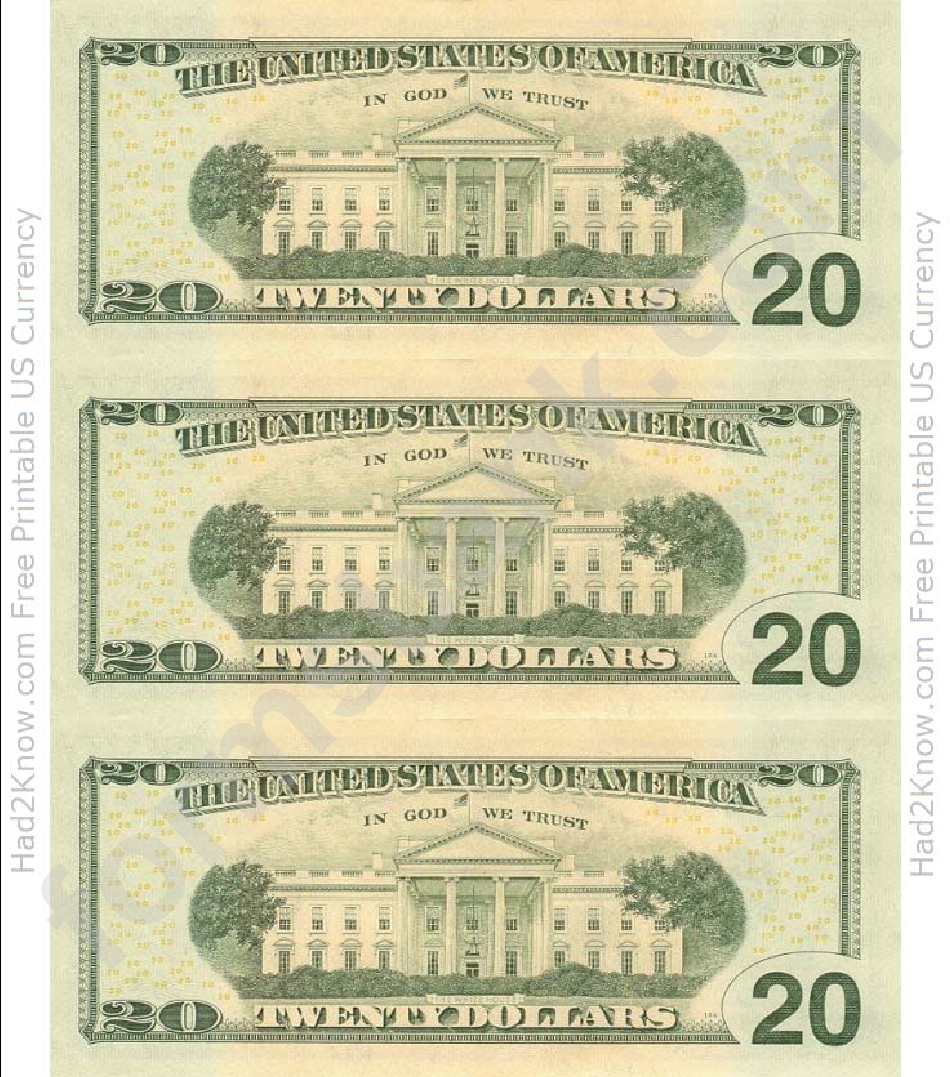 Had2Know.com Free Printable US Currency
20 20
THE UNITED STATES OF AMERICA
IN GOD WE TRUST
THE WHITE HOUSE
20 TWENTY DOLLARS 20
20 20
THE UNITED STATES OF AMERICA
IN GOD WE TRUST
THE WHITE HOUSE
20 TWENTY DOLLARS 20
20 20
THE UNITED STATES OF AMERICA
IN GOD WE TRUST
THE WHITE HOUSE
20 TWENTY DOLLARS 20
Had2Know.com Free Printable US Currency
formsbank.com